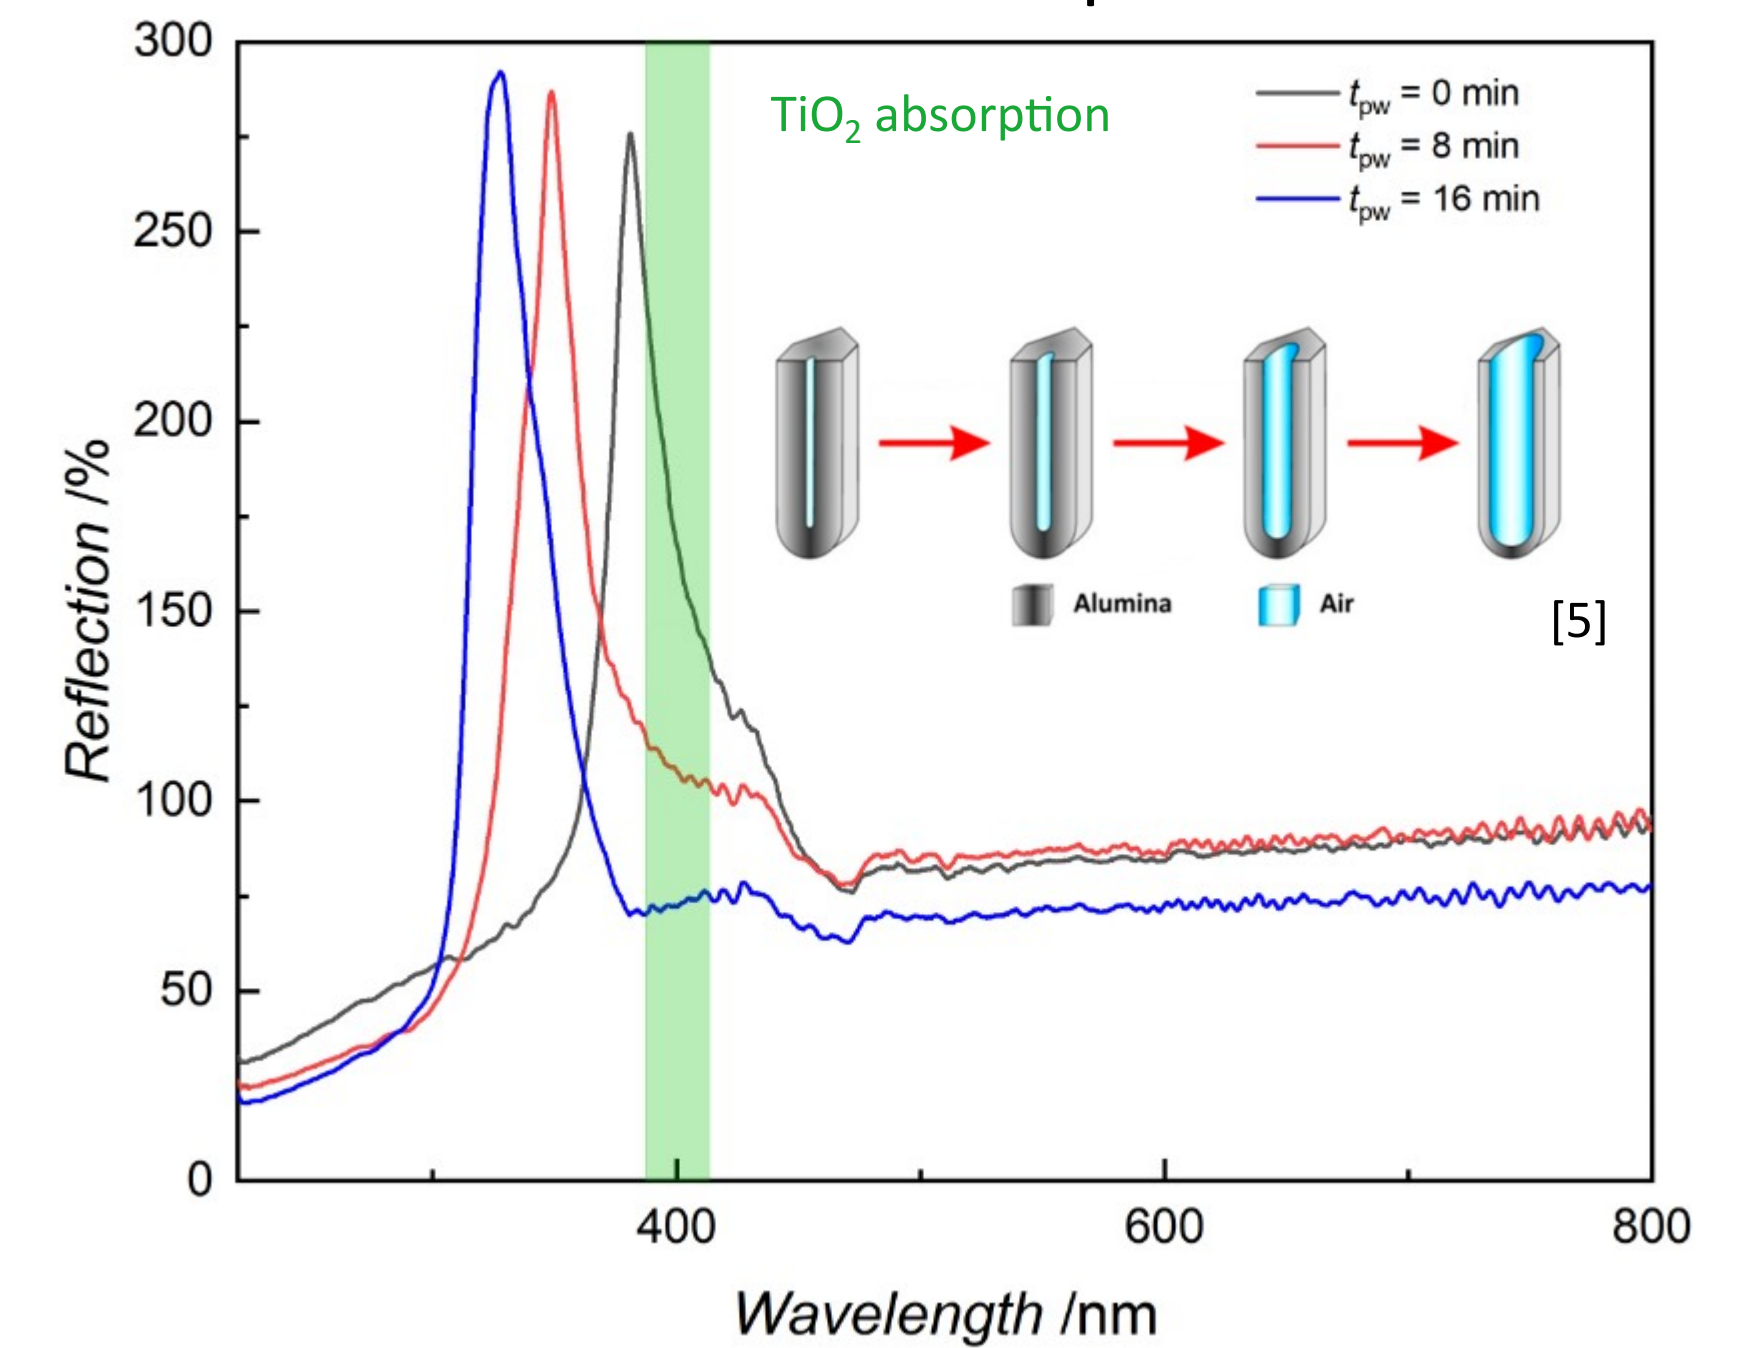 300
250
200
150
100
50
0
Reflection /%
TiO₂ absorption
tpw = 0 min
tpw = 8 min
tpw = 16 min
Alumina
Air
[5]
400
600
800
Wavelength /nm